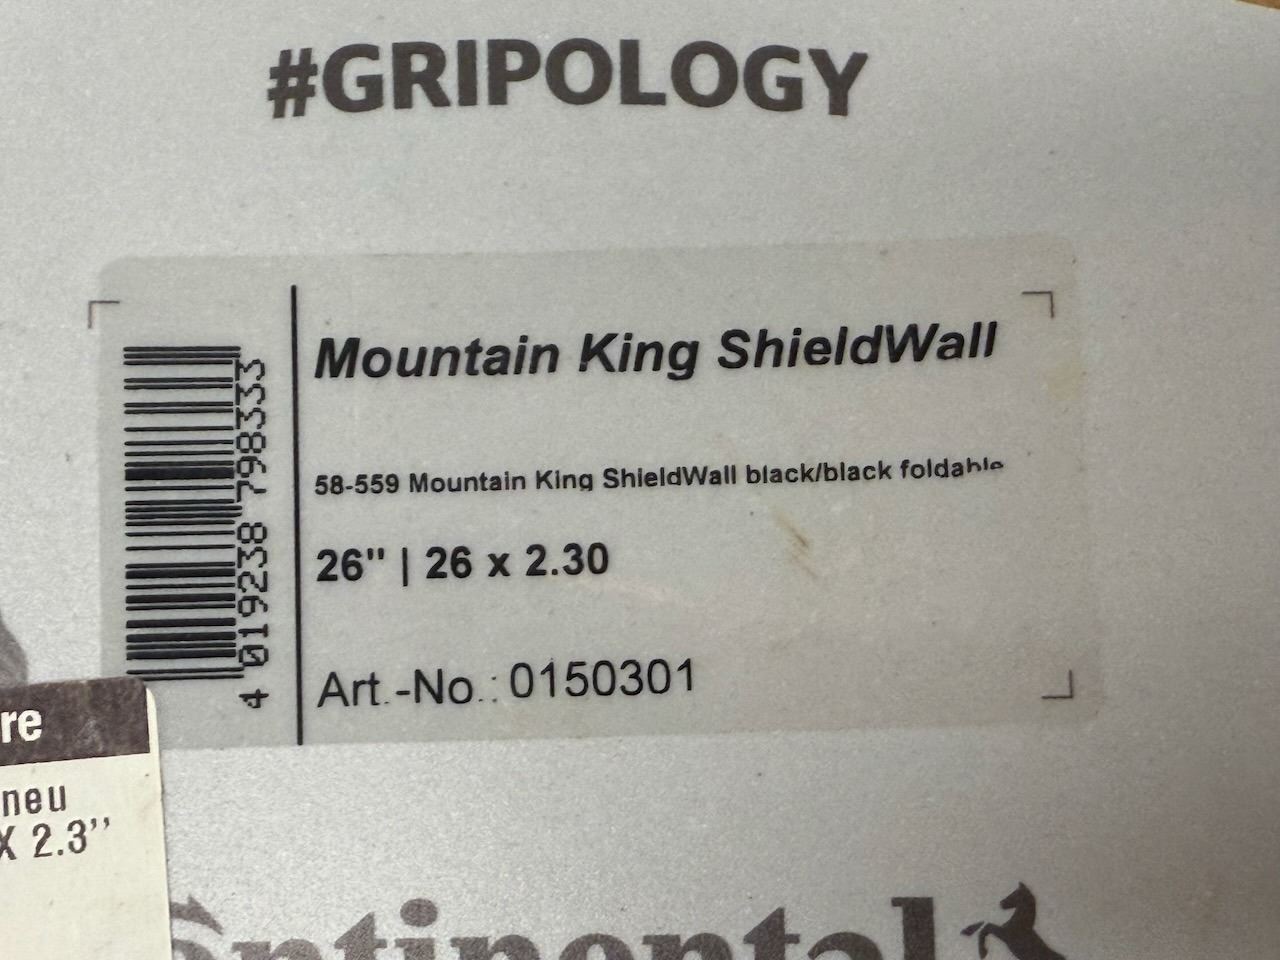 #GRIPOLOGY
Mountain King ShieldWall
58-559 Mountain King ShieldWall black/black foldable
26" | 26 x 2.30
Art.-No.: 0150301
4 019238 798333
re
neu
X 2.3”
Continental